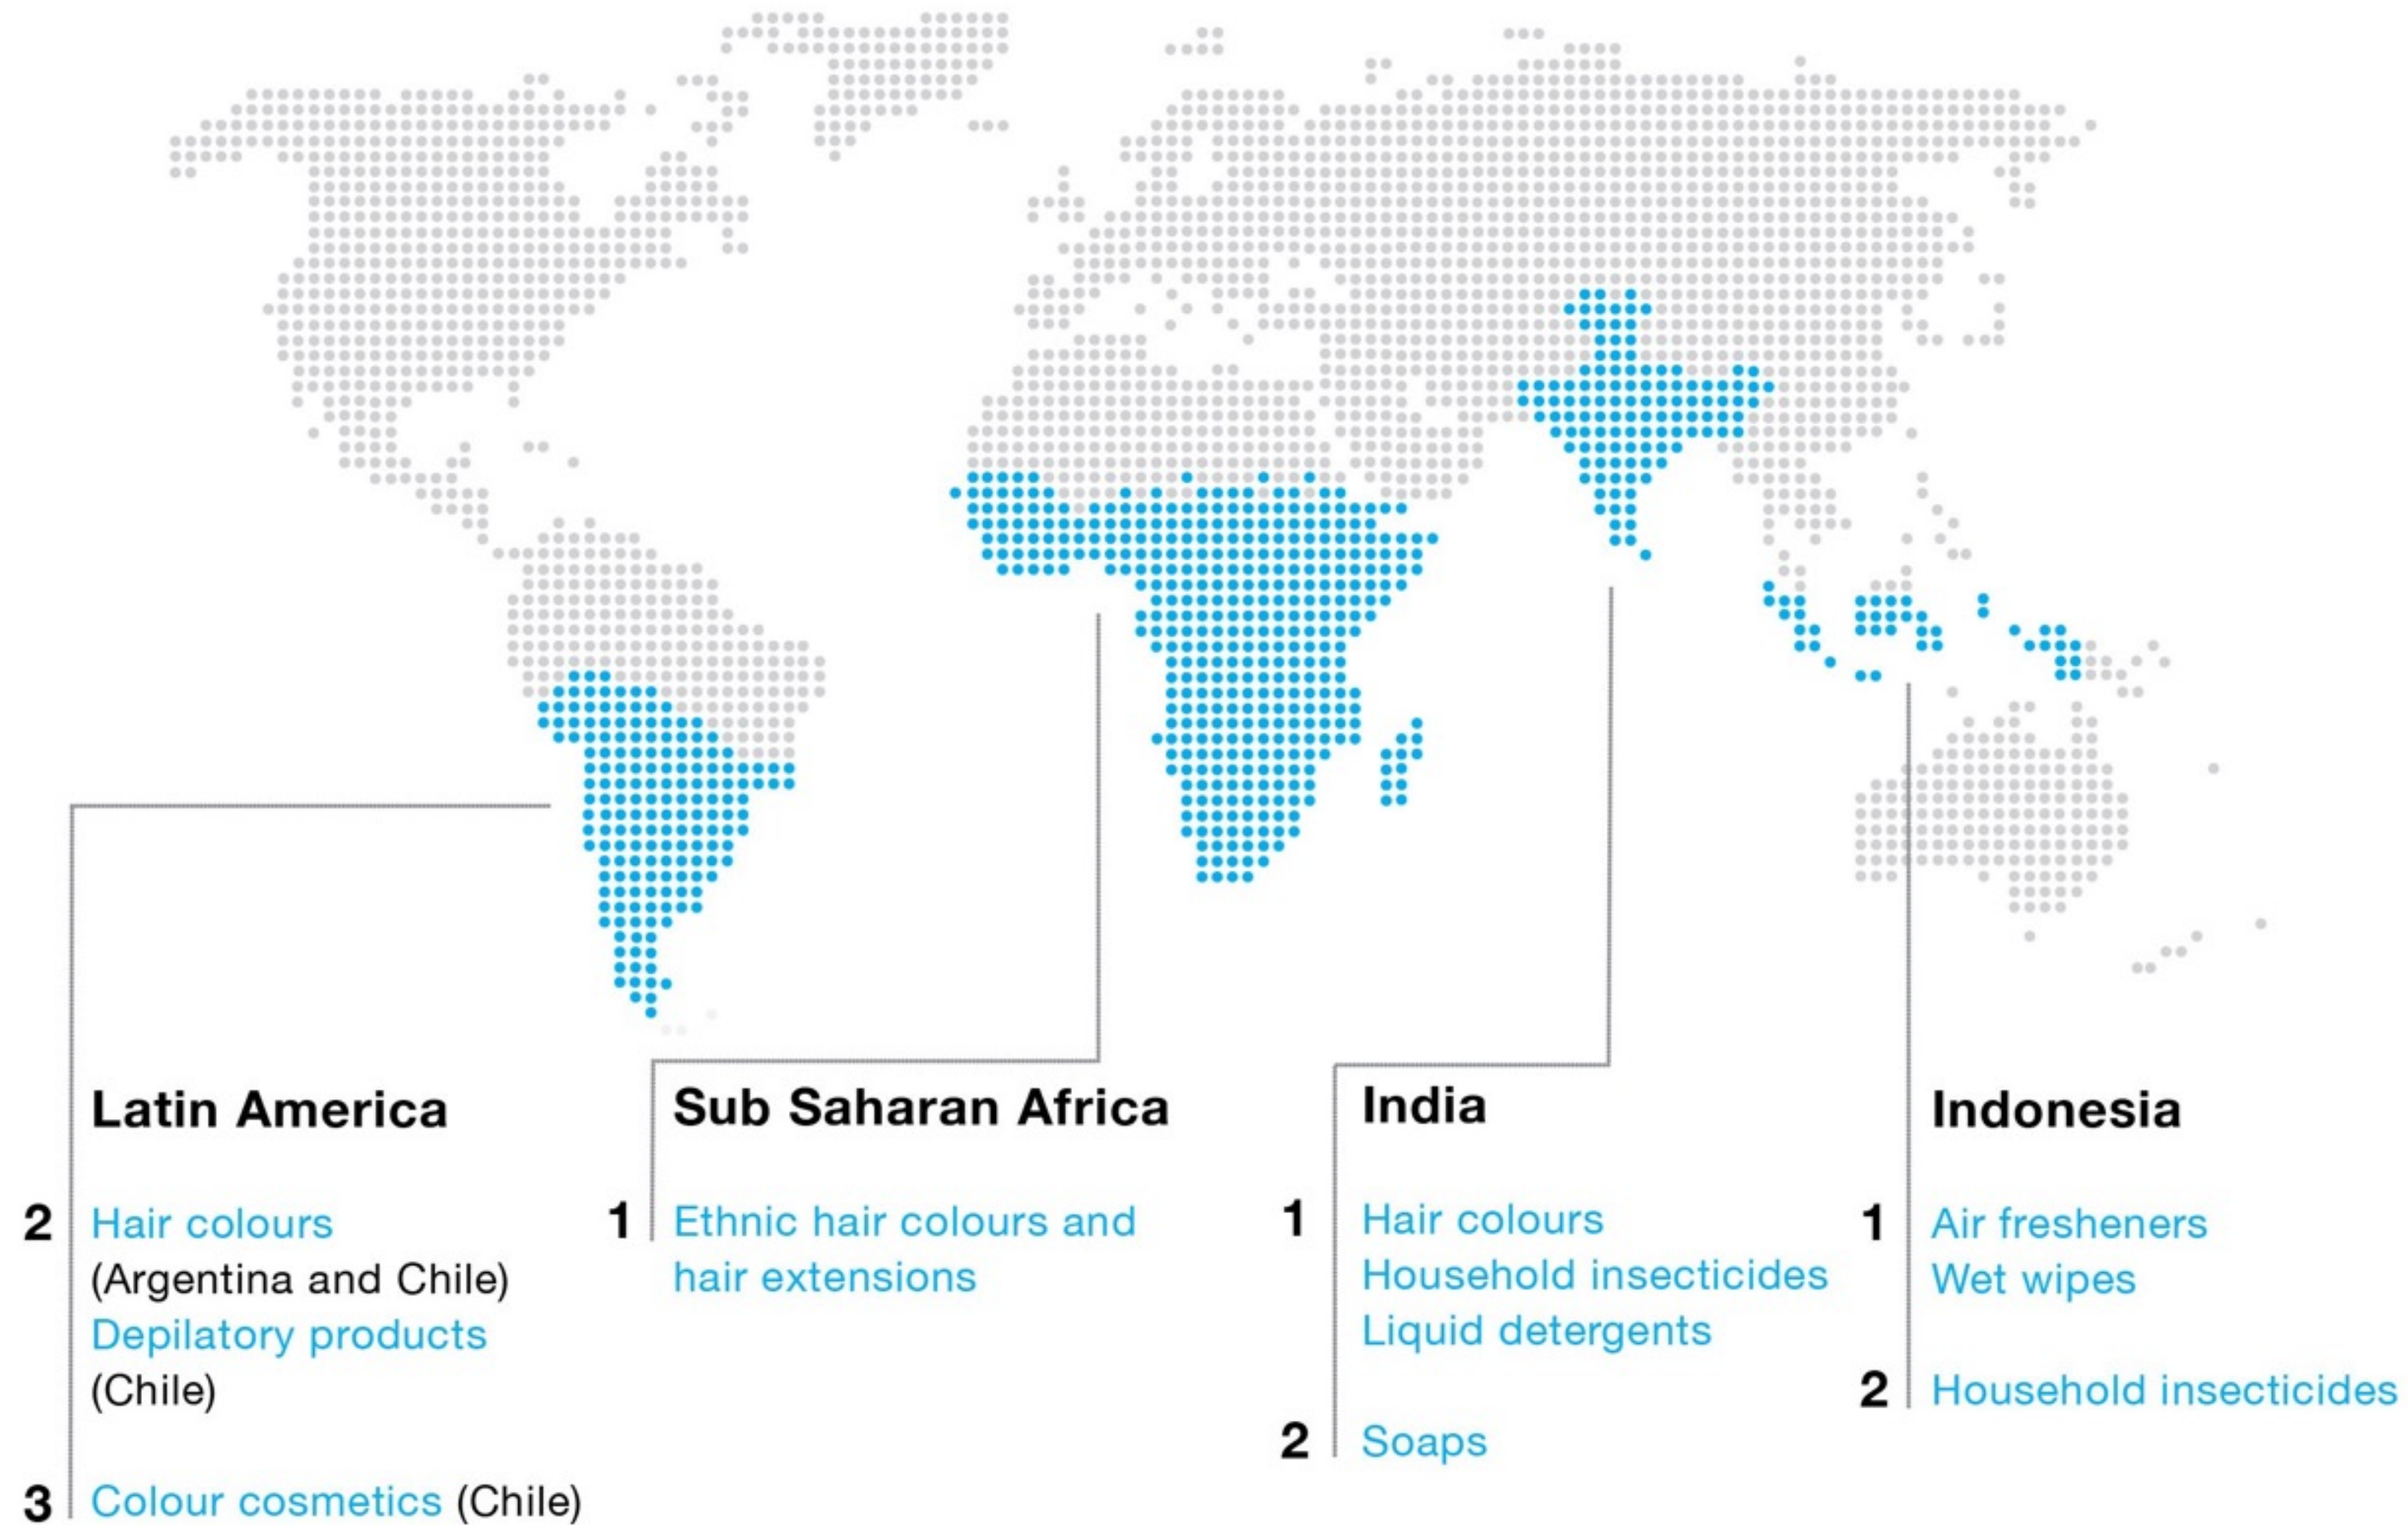 Latin America
2 Hair colours
(Argentina and Chile)
Depilatory products
(Chile)
3 Colour cosmetics (Chile)
Sub Saharan Africa
1 Ethnic hair colours and
hair extensions
India
1 Hair colours
Household insecticides
Liquid detergents
2 Soaps
Indonesia
1 Air fresheners
Wet wipes
2 Household insecticides